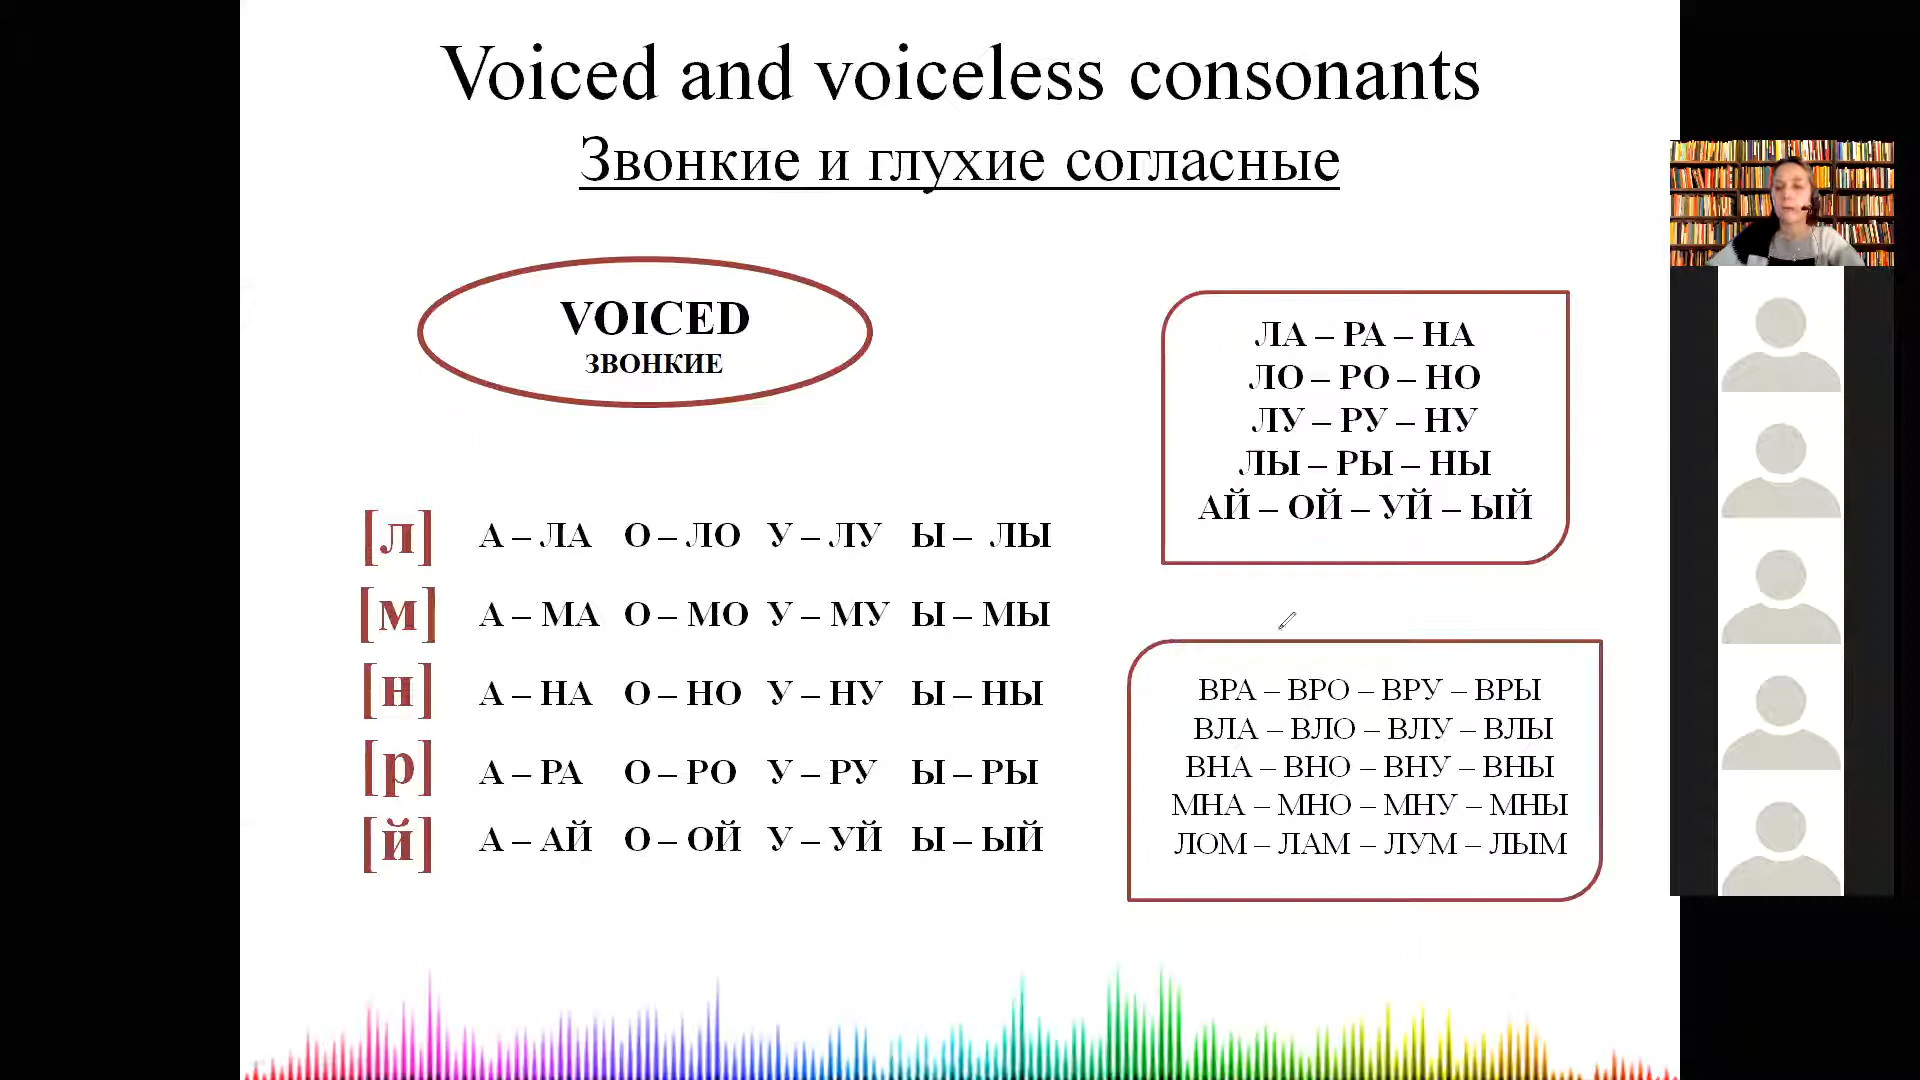 Voiced and voiceless consonants
Звонкие и глухие согласные
VOICED
ЗВОНКИЕ
[л] А – ЛА О – ЛО У – ЛУ Ы – ЛЫ
[м] А – МА О – МО У – МУ Ы – МЫ
[н] А – НА О – НО У – НУ Ы – НЫ
[р] А – РА О – РО У – РУ Ы – РЫ
[й] А – АЙ О – ОЙ У – УЙ Ы – ЫЙ
ЛА – РА – НА
ЛО – РО – НО
ЛУ – РУ – НУ
ЛЫ – РЫ – НЫ
АЙ – ОЙ – УЙ – ЫЙ
ВРА – ВРО – ВРУ – ВРЫ
ВЛА – ВЛО – ВЛУ – ВЛЫ
ВНА – ВНО – ВНУ – ВНЫ
МНА – МНО – МНУ – МНЫ
ЛОМ – ЛАМ – ЛУМ – ЛЫМ